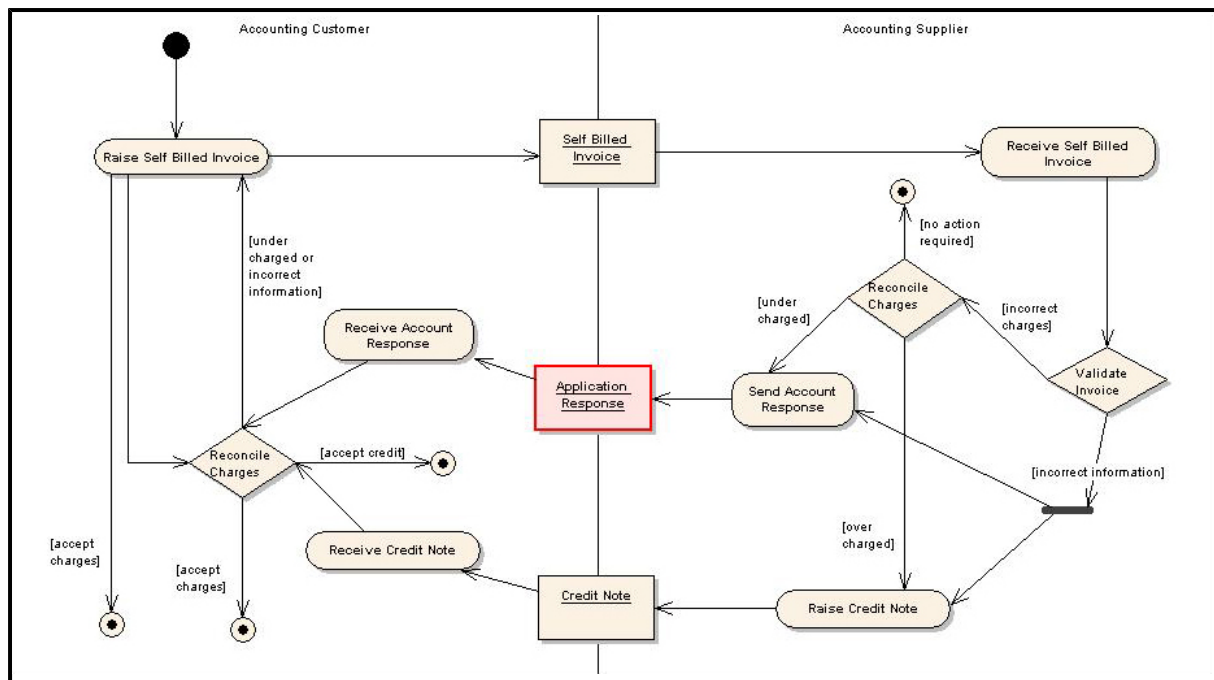 Accounting Customer
Accounting Supplier
Raise Self Billed Invoice
Self Billed
Invoice
Receive Self Billed
Invoice
[no action
required]
[under
charged or
incorrect
information]
Reconcile
Charges
[under
charged]
[incorrect
charges]
Receive Account
Response
Application
Response
Send Account
Response
Validate
Invoice
Reconcile
Charges
[accept credit]
[incorrect information]
[over
charged]
Receive Credit Note
[accept
charges]
[accept
charges]
Credit Note
Raise Credit Note